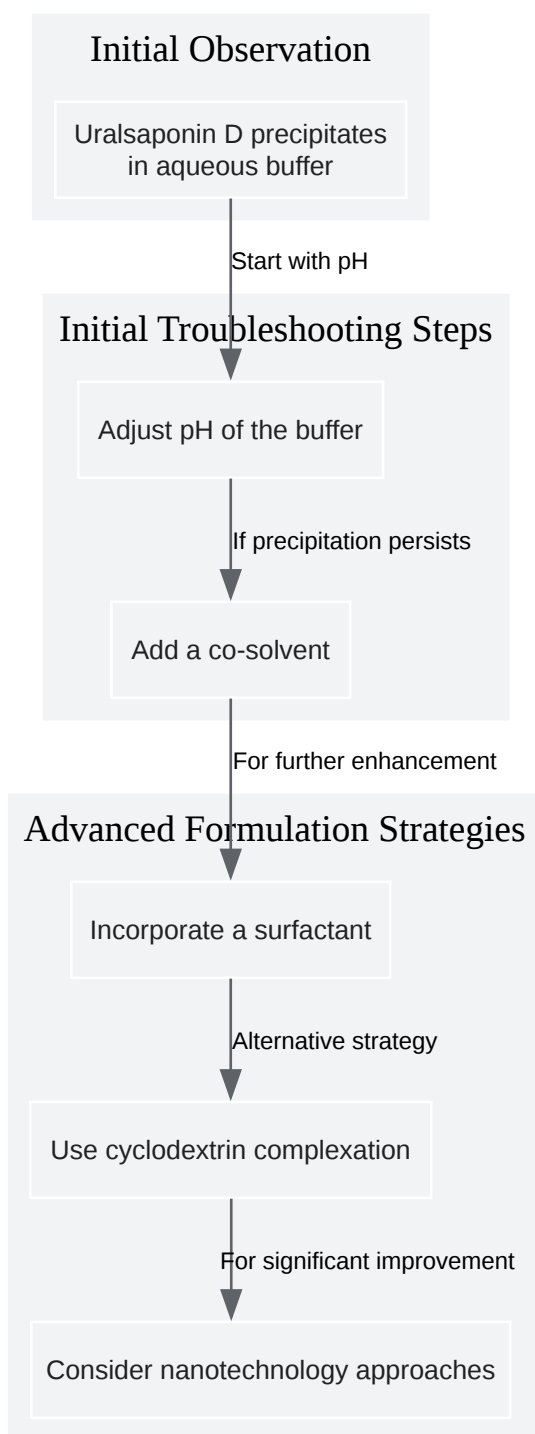 Initial Observation
Uralsaponin D precipitates
in aqueous buffer
Start with pH
Initial Troubleshooting Steps
Adjust pH of the buffer
If precipitation persists
Add a co-solvent
For further enhancement
Advanced Formulation Strategies
Incorporate a surfactant
Alternative strategy
Use cyclodextrin complexation
For significant improvement
Consider nanotechnology approaches